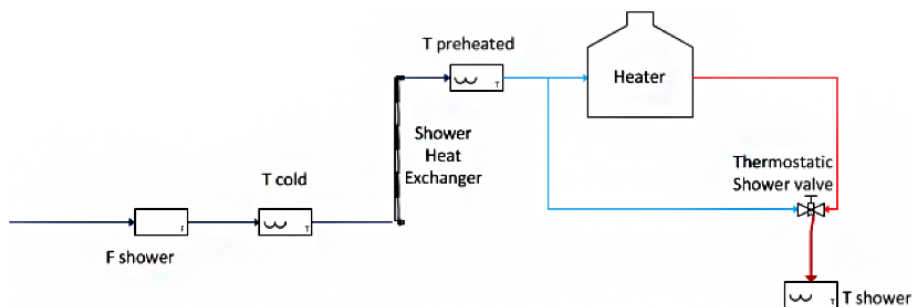 T preheated
Heater
Shower
Heat
Exchanger
Thermostatic
Shower valve
T cold
F shower
T shower
F
T
T
T